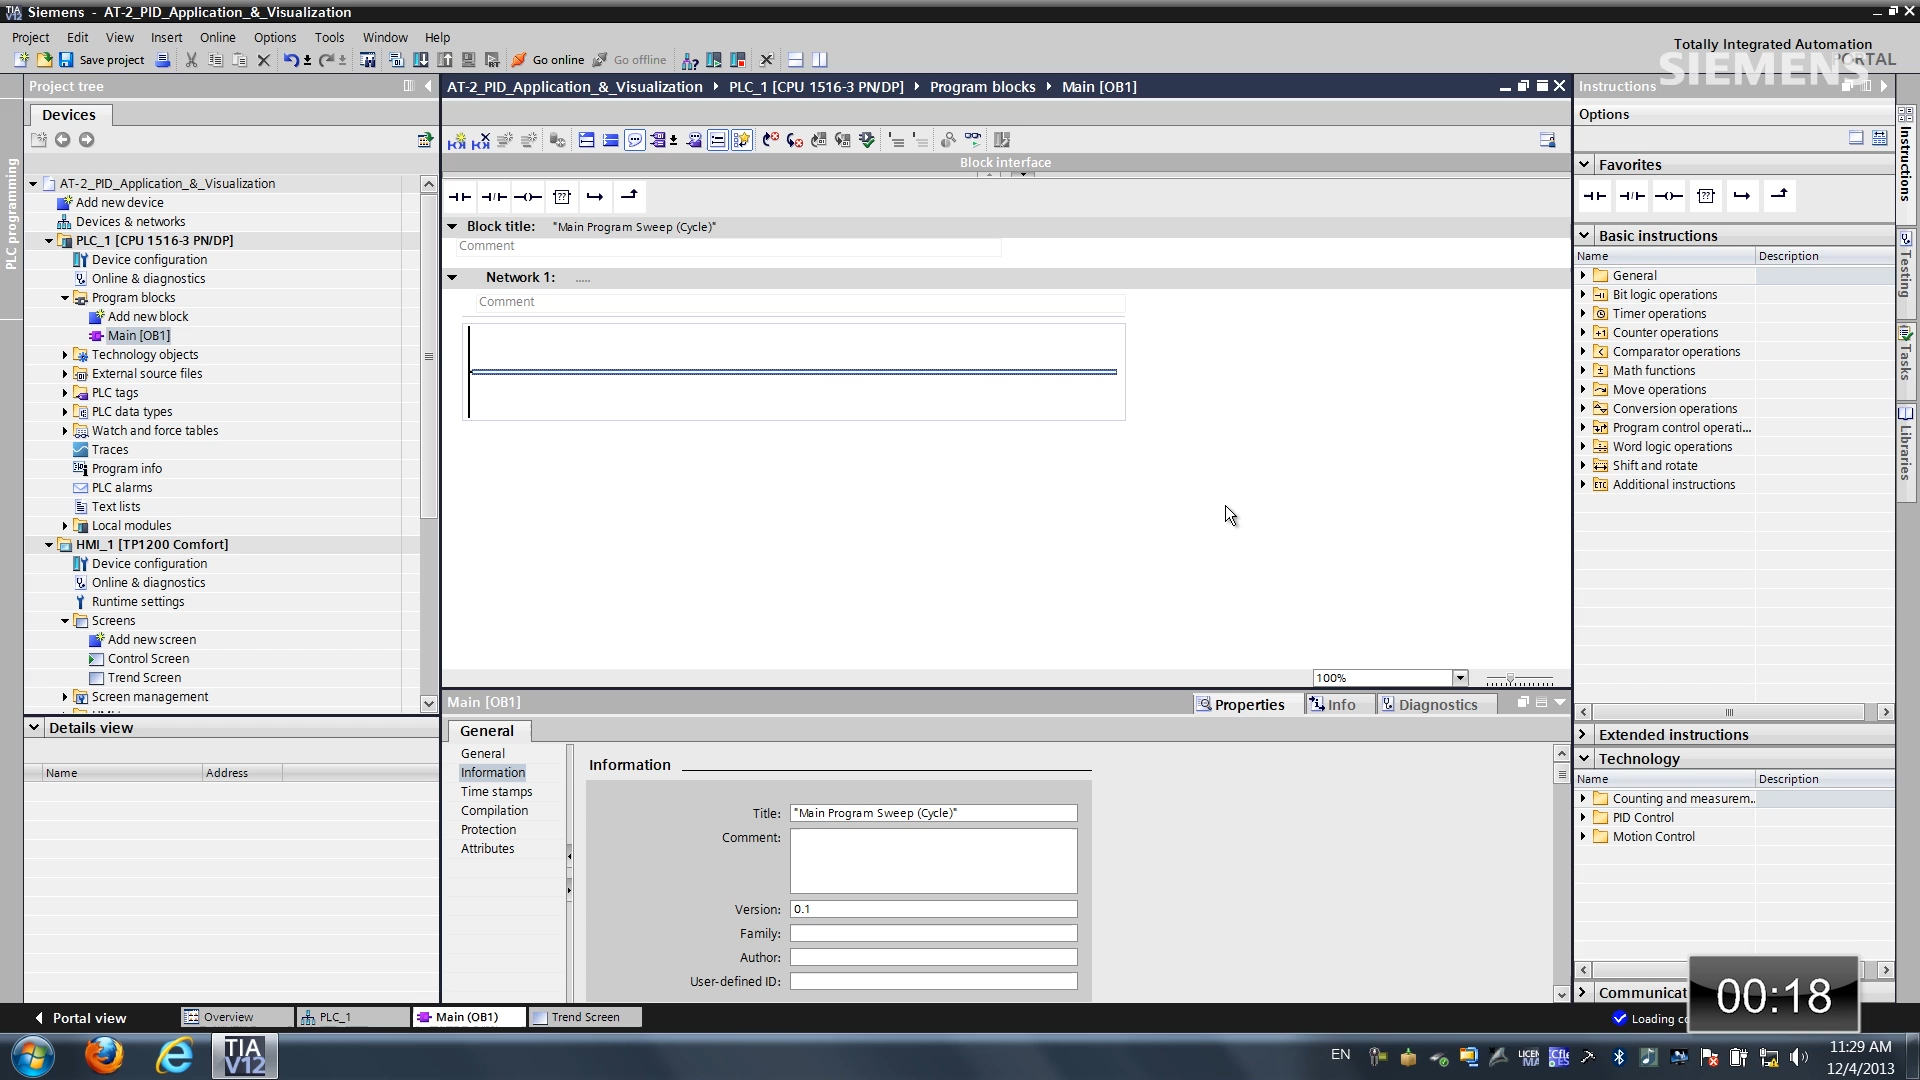 Siemens - AT-2_PID_Application_&_Visualization
Project Edit View Insert Online Options Tools Window Help
Totally Integrated Automation
PORTAL
SIEMENS
Save project
Go online
Go offline
Project tree
AT-2_PID_Application_&_Visualization PLC_1 [CPU 1516-3 PN/DP] Program blocks Main [OB1]
Instructions
Devices
Options
Block interface
PLC programming
AT-2_PID_Application_&_Visualization
Add new device
Devices & networks
PLC_1 [CPU 1516-3 PN/DP]
Device configuration
Online & diagnostics
Program blocks
Add new block
Main [OB1]
Technology objects
External source files
PLC tags
PLC data types
Watch and force tables
Traces
Program info
PLC alarms
Text lists
Local modules
HMI_1 [TP1200 Comfort]
Device configuration
Online & diagnostics
Runtime settings
Screens
Add new screen
Control Screen
Trend Screen
Screen management
Details view
Name Address
??
Block title: "Main Program Sweep (Cycle)"
Comment
Network 1: .....
Comment
100%
Main [OB1]
Properties Info Diagnostics
General
General
Information
Time stamps
Compilation
Protection
Attributes
Information
Title: "Main Program Sweep (Cycle)"
Comment:
Version: 0.1
Family:
Author:
User-defined ID:
Favorites
??
Basic instructions
Name Description
General
Bit logic operations
Timer operations
Counter operations
Comparator operations
Math functions
Move operations
Conversion operations
Program control operati...
Word logic operations
Shift and rotate
Additional instructions
Extended instructions
Technology
Name Description
Counting and measurem..
PID Control
Motion Control
Communicat
Instructions
Testing
Tasks
Libraries
00:18
Portal view
Overview PLC_1 Main (OB1) Trend Screen
Loading co
TIA
V12
EN
11:29 AM
12/4/2013